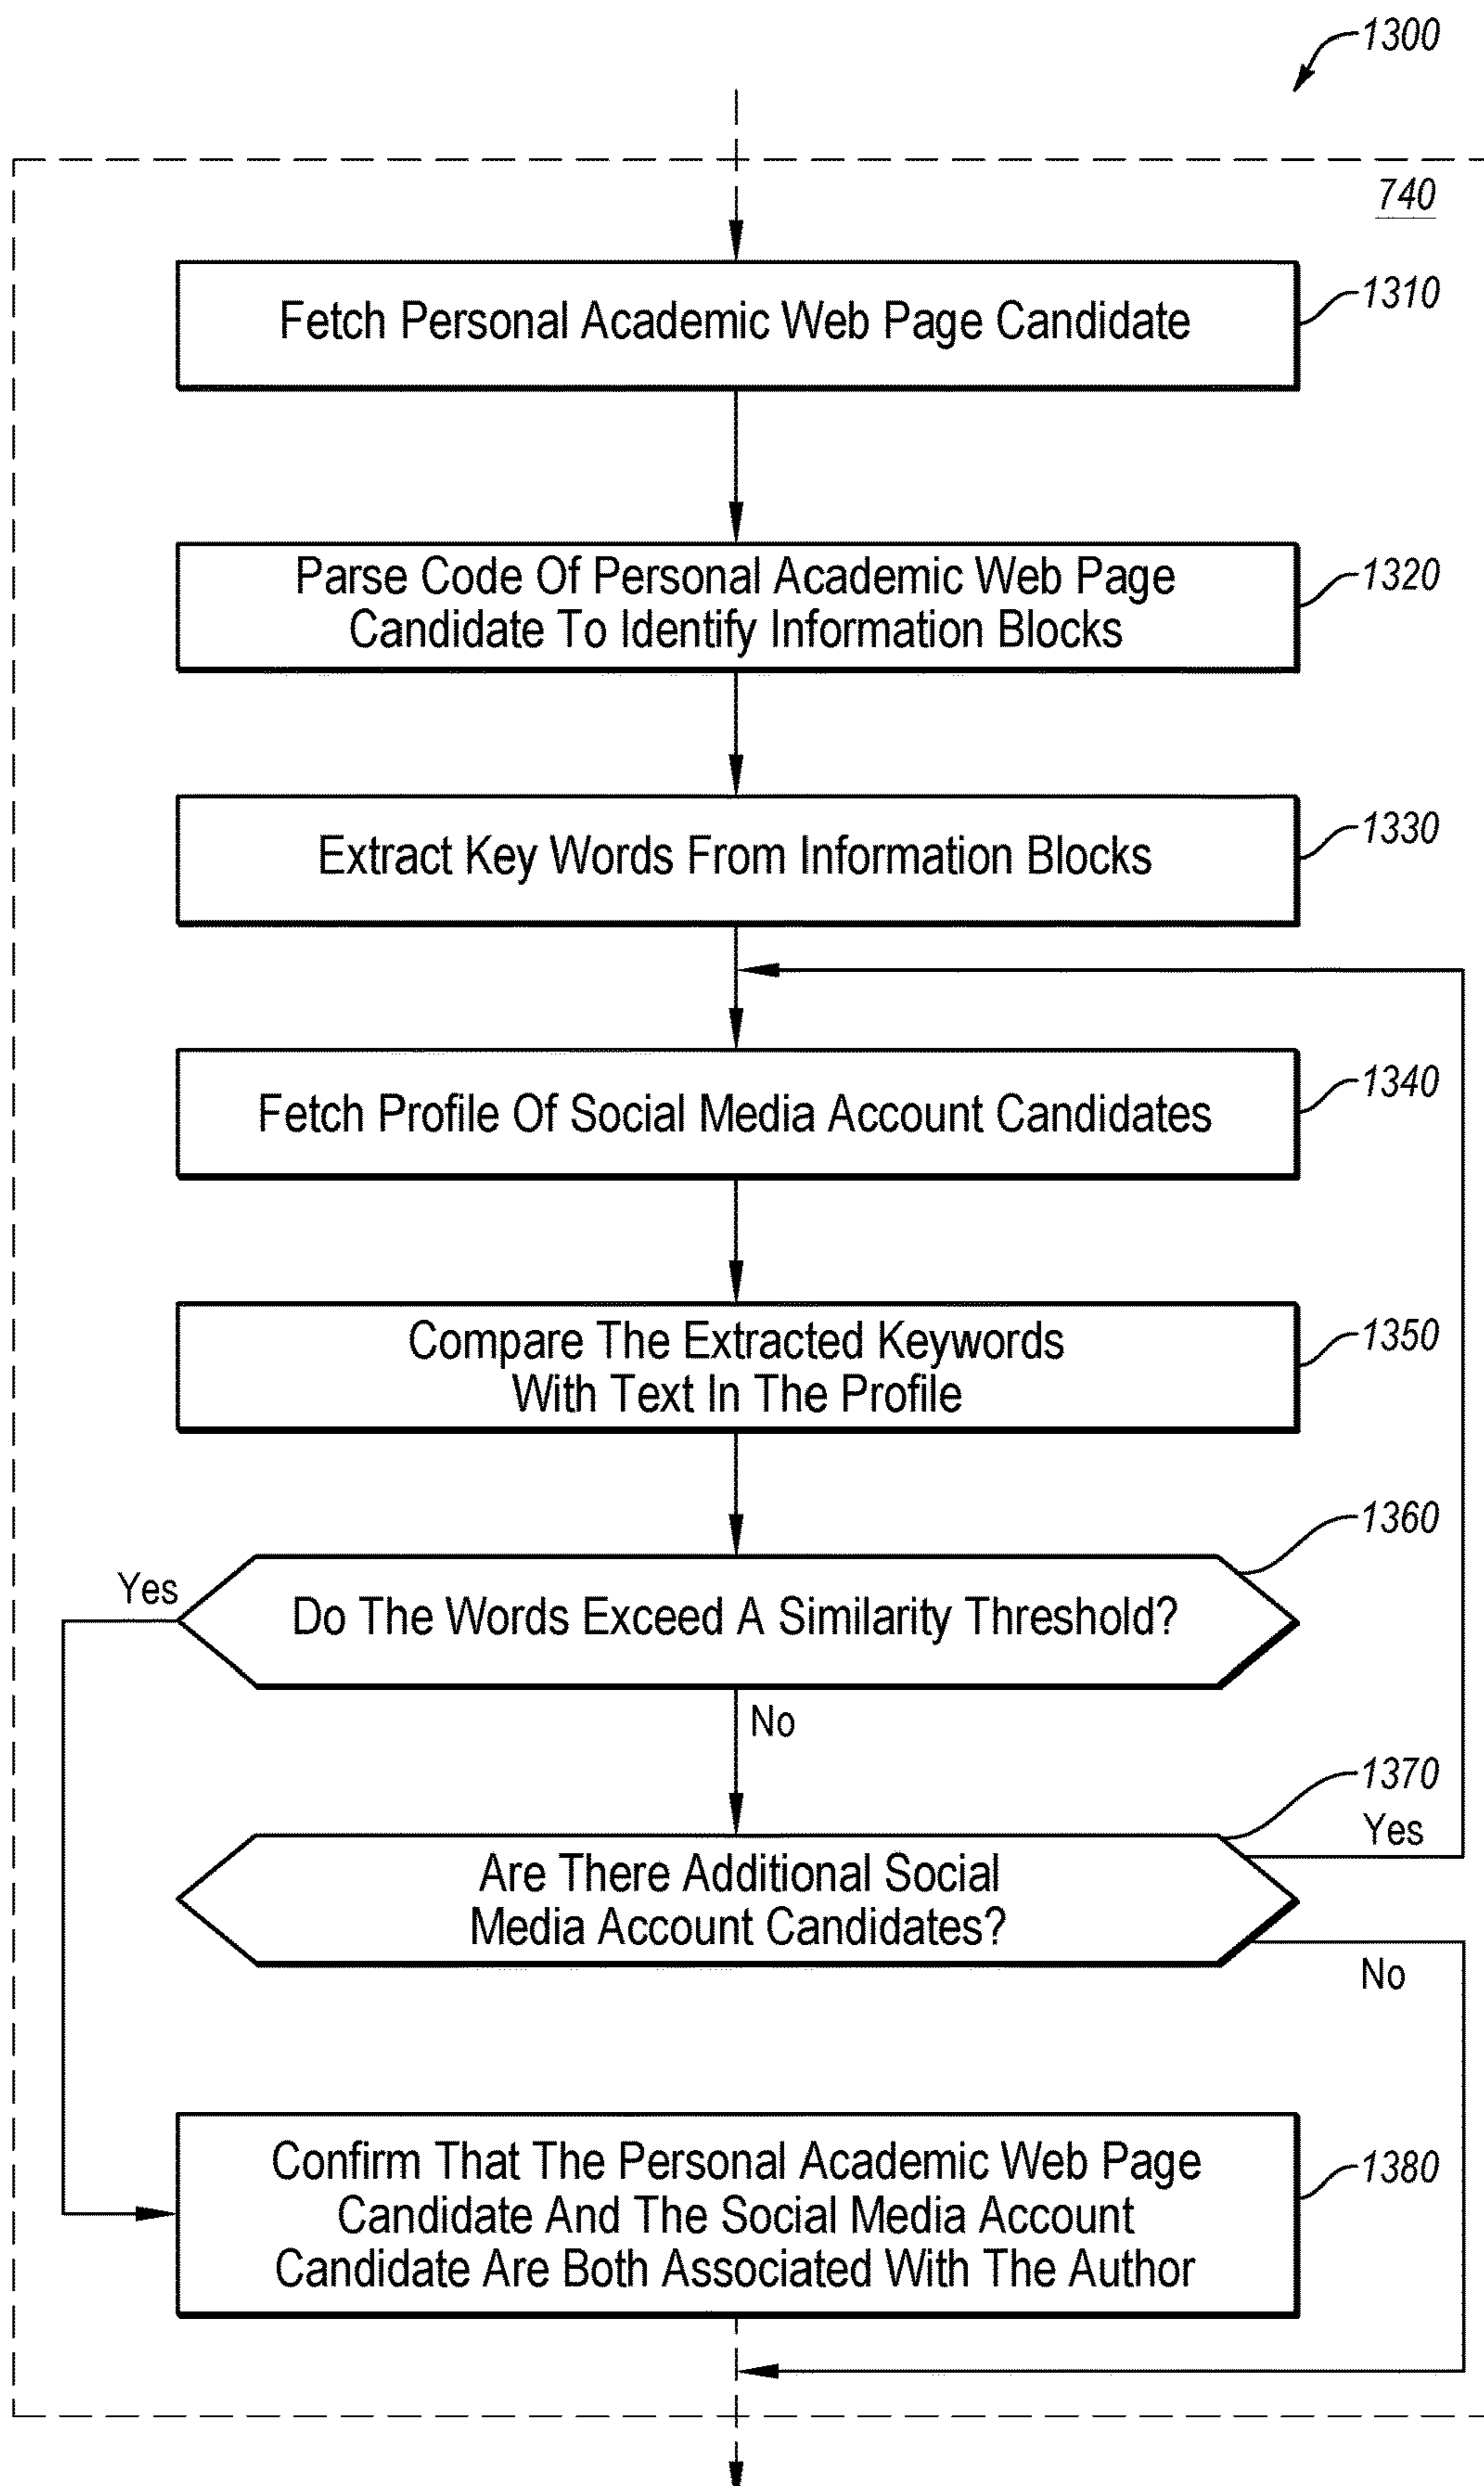 1300
740
Fetch Personal Academic Web Page Candidate
1310
Parse Code Of Personal Academic Web Page
Candidate To Identify Information Blocks
1320
Extract Key Words From Information Blocks
1330
Fetch Profile Of Social Media Account Candidates
1340
Compare The Extracted Keywords
With Text In The Profile
1350
1360
Yes
Do The Words Exceed A Similarity Threshold?
No
1370
Yes
Are There Additional Social
Media Account Candidates?
No
Confirm That The Personal Academic Web Page
Candidate And The Social Media Account
Candidate Are Both Associated With The Author
1380